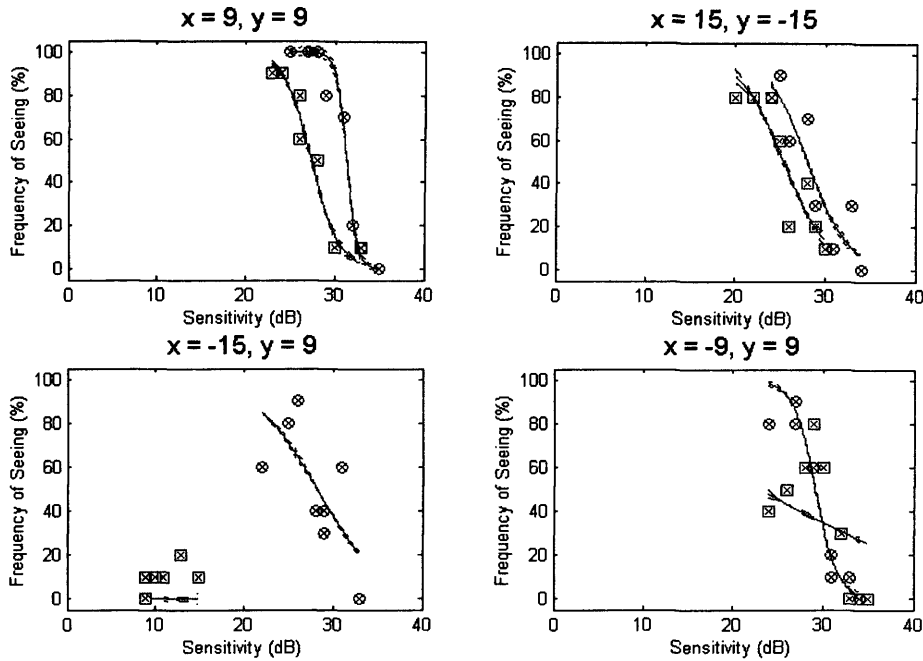 x = 9, y = 9
100
80
60
40
20
0
Frequency of Seeing (%)
0 10 20 30 40
Sensitivity (dB)
x = 15, y = -15
100
80
60
40
20
0
Frequency of Seeing (%)
0 10 20 30 40
Sensitivity (dB)
x = -15, y = 9
100
80
60
40
20
0
Frequency of Seeing (%)
0 10 20 30 40
Sensitivity (dB)
x = -9, y = 9
100
80
60
40
20
0
Frequency of Seeing (%)
0 10 20 30 40
Sensitivity (dB)